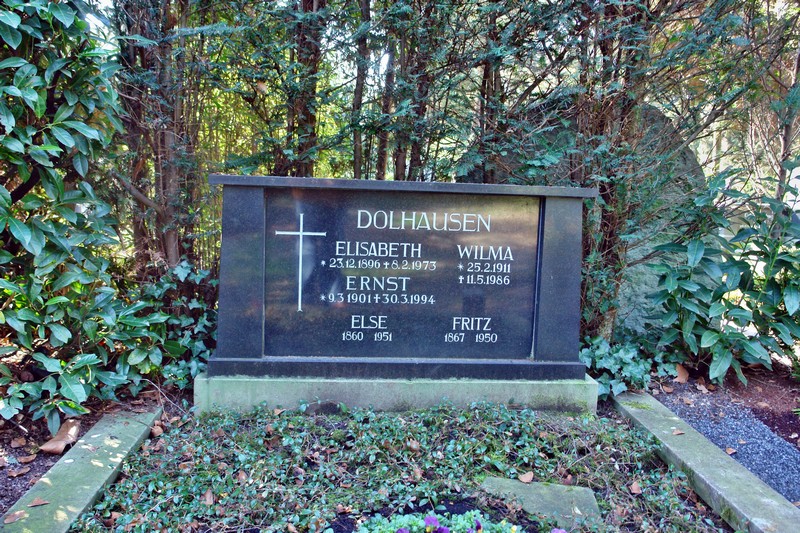 DOLHAUSEN
ELISABETH WILMA
* 23.12.1896 † 8.2.1973 * 25.2.1911
ERNST † 11.5.1986
* 9.3.1901 † 30.3.1994
ELSE FRITZ
1860 1951 1867 1950